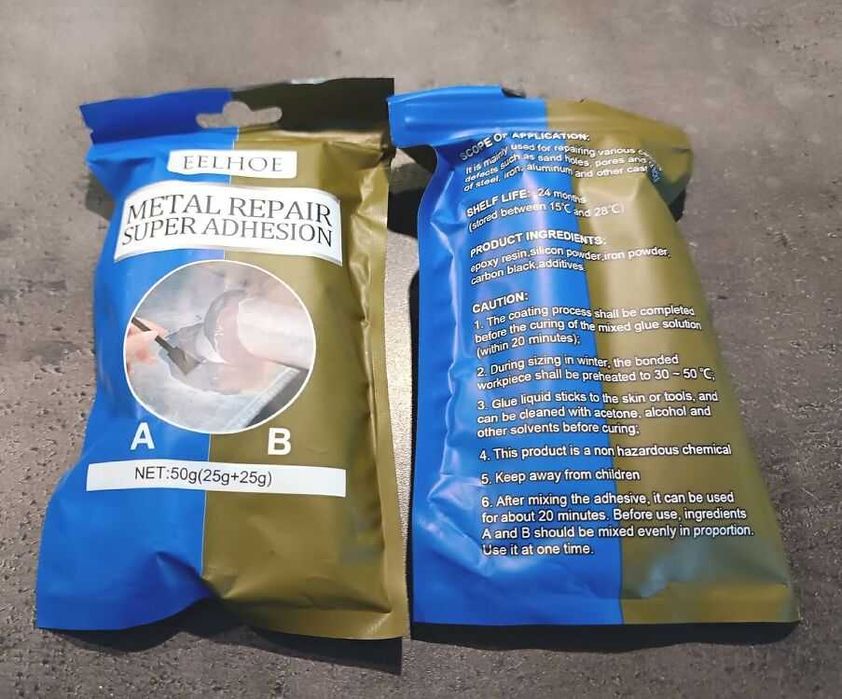 EELHOE
METAL REPAIR
SUPER ADHESION
A
B
NET:50g(25g+25g)
SCOPE OF APPLICATION:
It is mainly used for repairing various casting
defects such as sand holes, pores and
of steel, iron, aluminum and other cast
SHELF LIFE: 24 months
(stored between 15℃ and 28℃)
PRODUCT INGREDIENTS:
epoxy resin,silicon powder,iron powder,
carbon black,additives
CAUTION:
1. The coating process shall be completed
before the curing of the mixed glue solution
(within 20 minutes);
2. During sizing in winter, the bonded
workpiece shall be preheated to 30 ~ 50 ℃;
3. Glue liquid sticks to the skin or tools, and
can be cleaned with acetone, alcohol and
other solvents before curing;
4. This product is a non hazardous chemical
5. Keep away from children
6. After mixing the adhesive, it can be used
for about 20 minutes. Before use, ingredients
A and B should be mixed evenly in proportion.
Use it at one time.